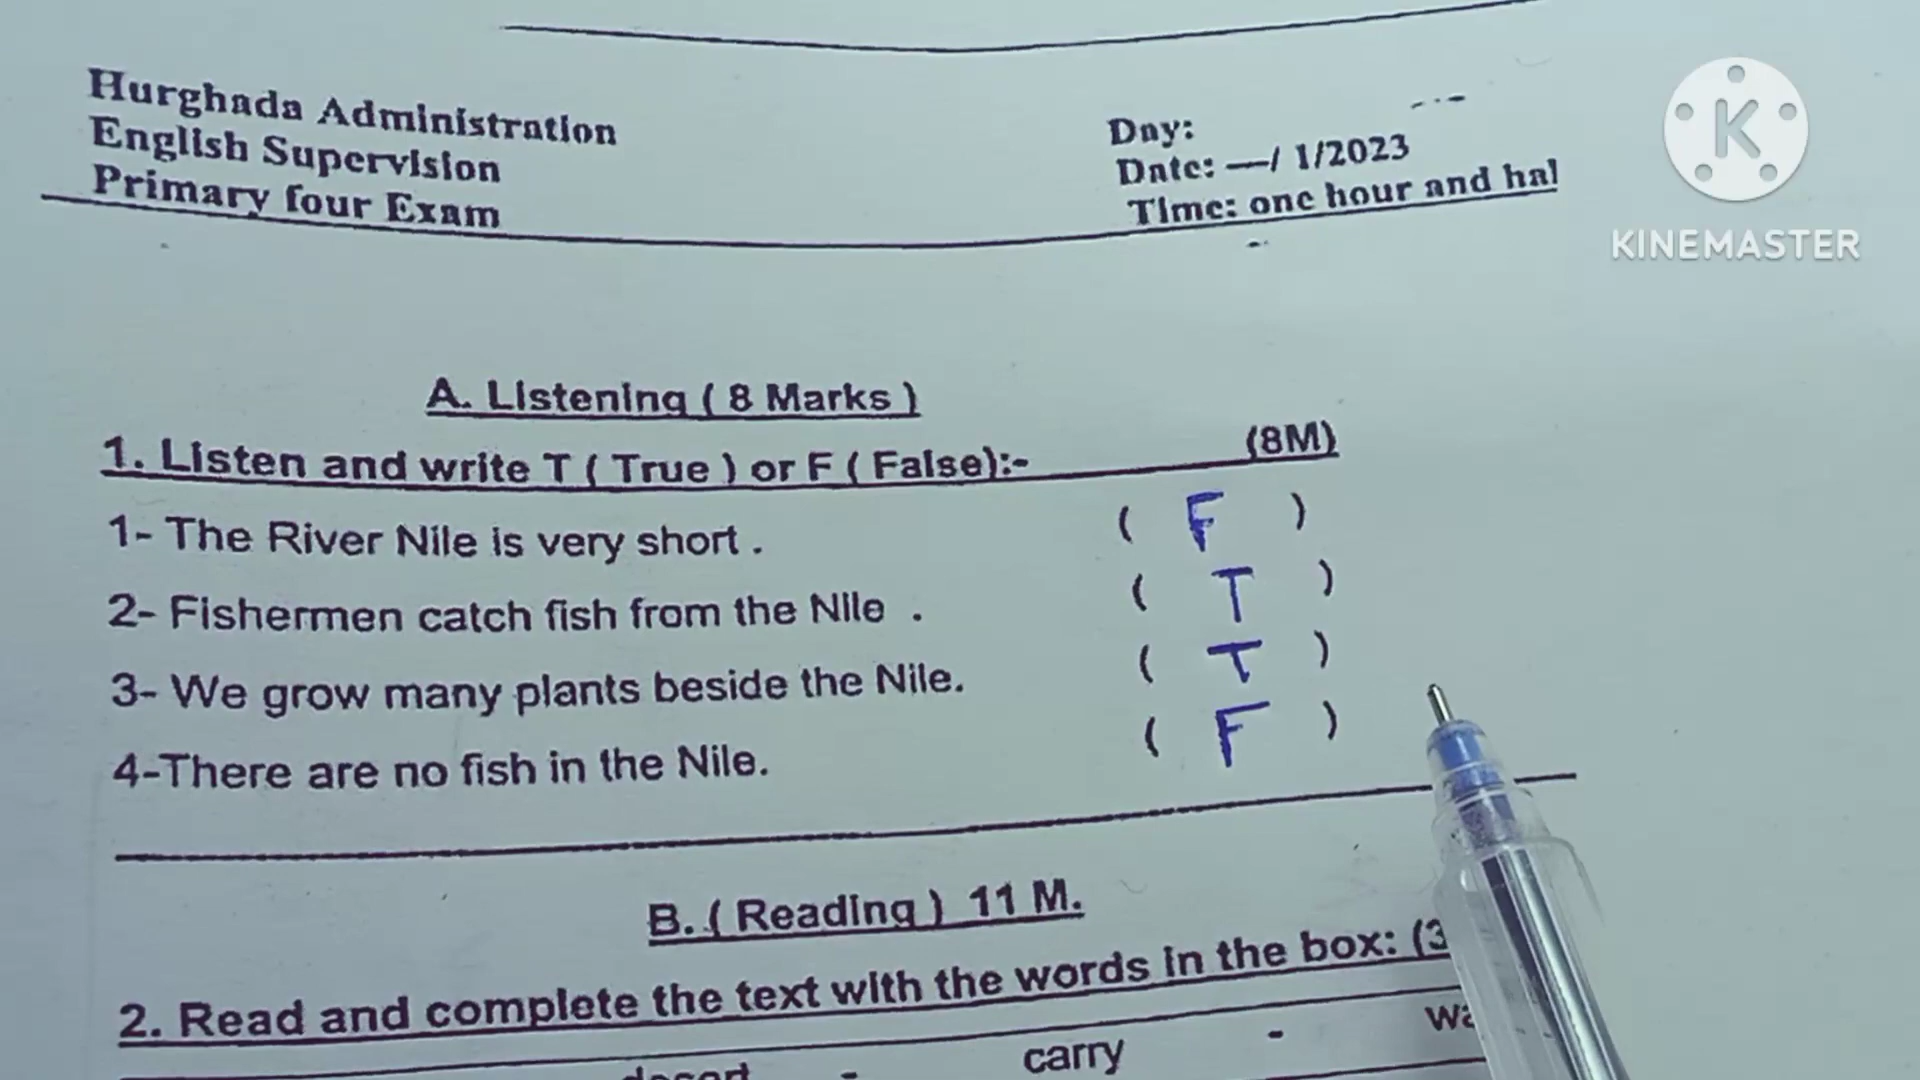 Hurghada Administration
English Supervision
Primary four Exam
Day:
Date: —/ 1/2023
Time: one hour and hal
K
KINEMASTER
A. Listening ( 8 Marks )
1. Listen and write T ( True ) or F ( False):- (8M)
1- The River Nile is very short . ( F )
2- Fishermen catch fish from the Nile . ( T )
3- We grow many plants beside the Nile. ( T )
4-There are no fish in the Nile. ( F )
B. ( Reading ) 11 M.
2. Read and complete the text with the words in the box: (3
desert - carry - wa